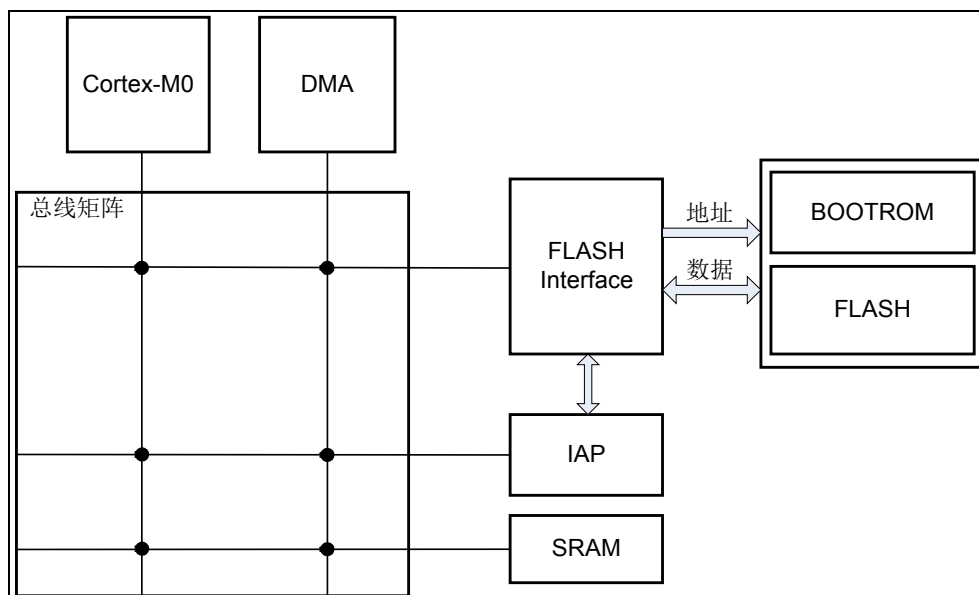 Cortex-M0
DMA
总线矩阵
FLASH
Interface
地址
数据
BOOTROM
FLASH
IAP
SRAM